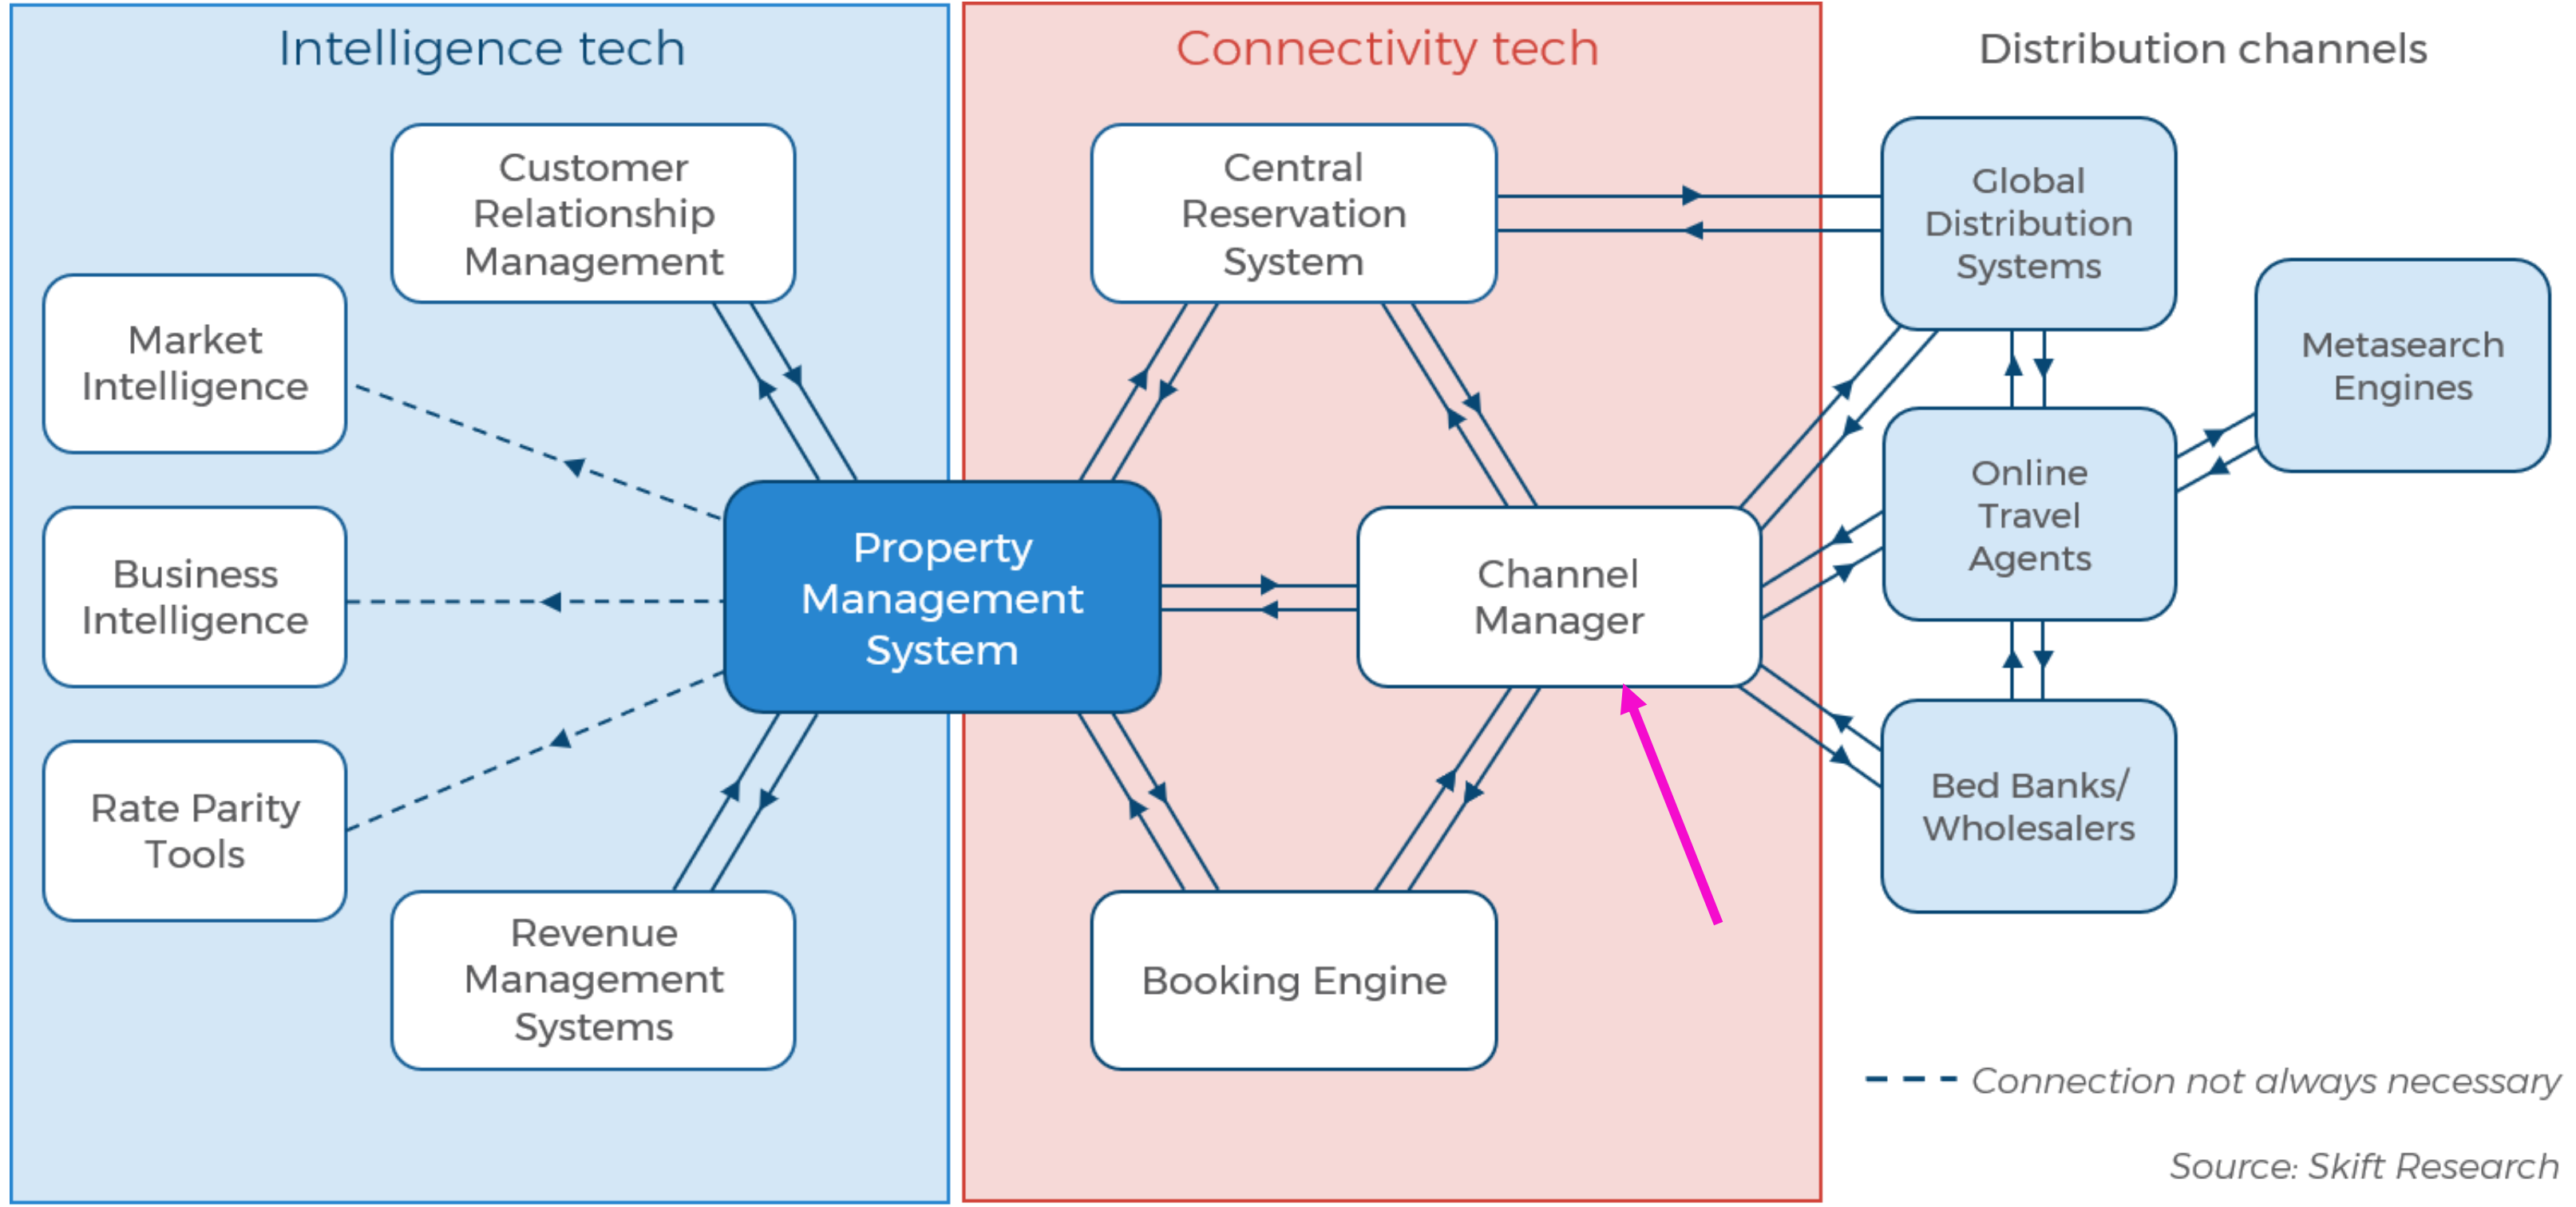 Intelligence tech
Connectivity tech
Distribution channels
Customer
Relationship
Management
Market
Intelligence
Business
Intelligence
Rate Parity
Tools
Revenue
Management
Systems
Property
Management
System
Central
Reservation
System
Channel
Manager
Booking Engine
Global
Distribution
Systems
Online
Travel
Agents
Bed Banks/
Wholesalers
Metasearch
Engines
Connection not always necessary
Source: Skift Research